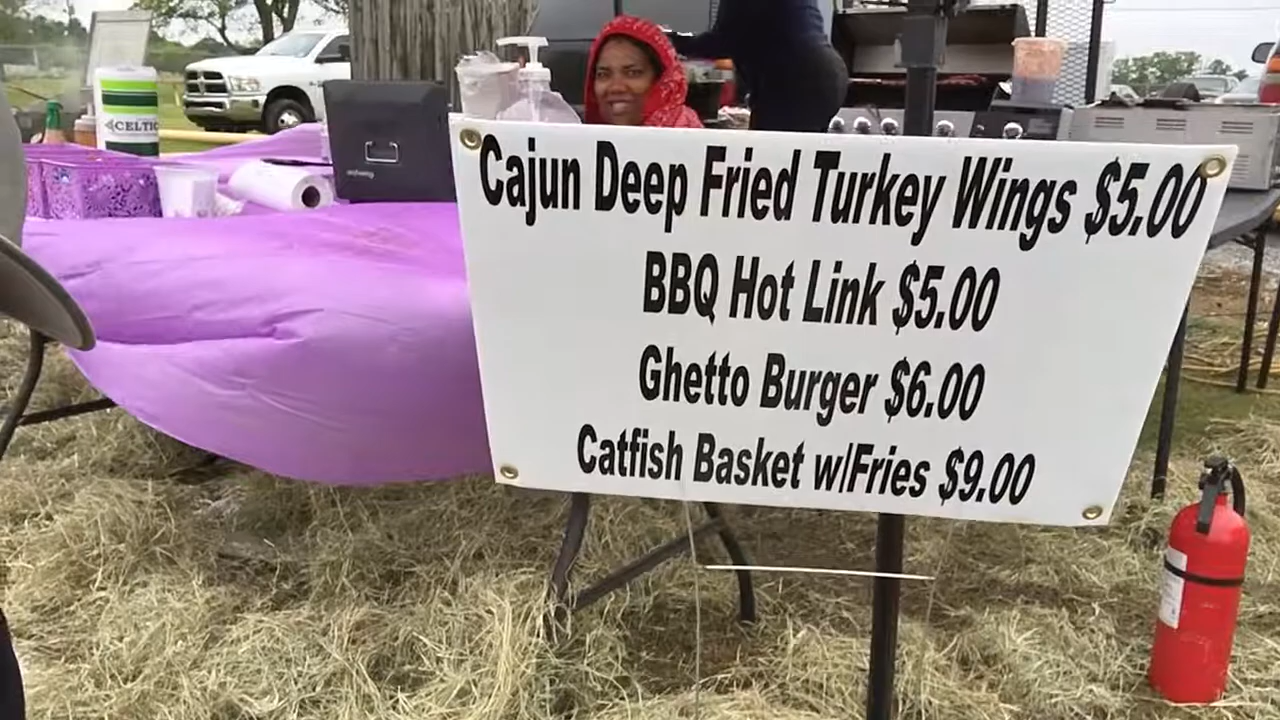 CELTIC
Cajun Deep Fried Turkey Wings $5.00
BBQ Hot Link $5.00
Ghetto Burger $6.00
Catfish Basket w/Fries $9.00